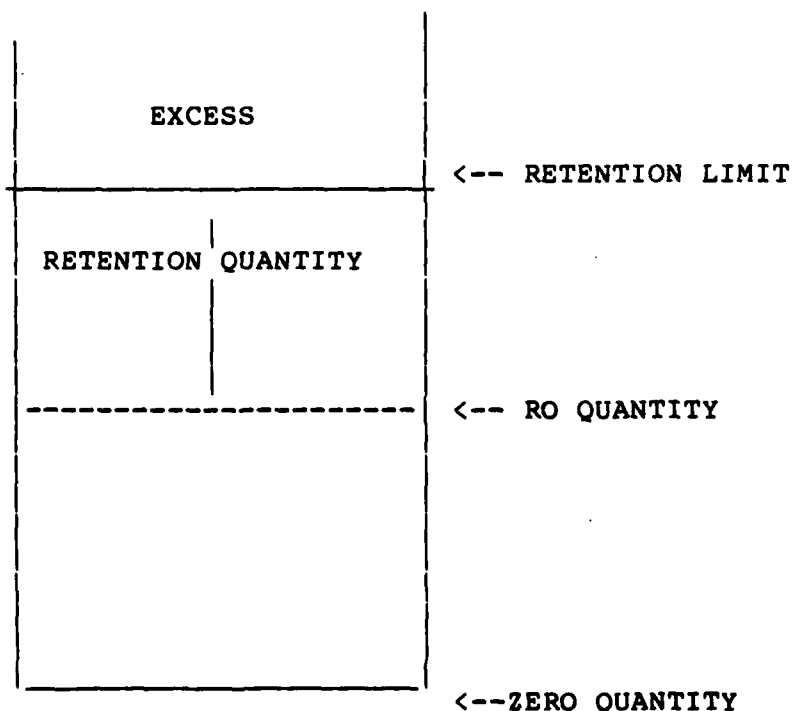 EXCESS
<-- RETENTION LIMIT
RETENTION QUANTITY
<-- RO QUANTITY
<--ZERO QUANTITY